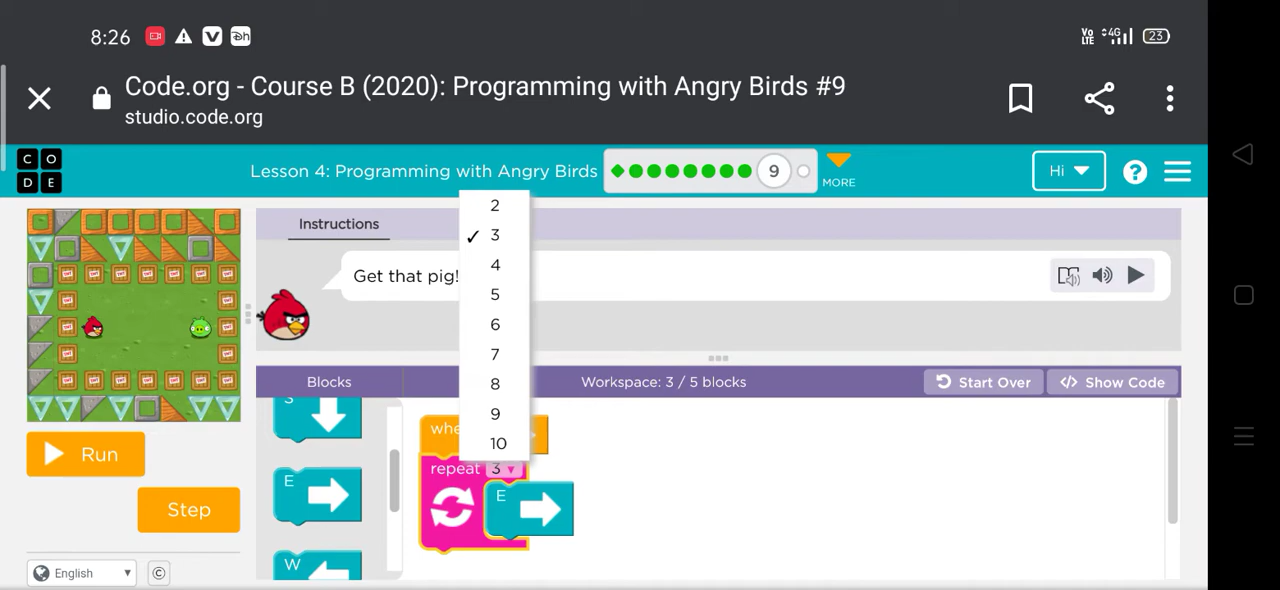 8:26
V
Dh
Vo LTE
4G
23
Code.org - Course B (2020): Programming with Angry Birds #9
studio.code.org
C O
D E
Lesson 4: Programming with Angry Birds
9
MORE
Hi
?
Instructions
Get that pig!
2
3
4
5
6
7
8
9
10
Blocks
Workspace: 3 / 5 blocks
Start Over
</> Show Code
S
E
W
whe
repeat 3
E
Run
Step
English
©